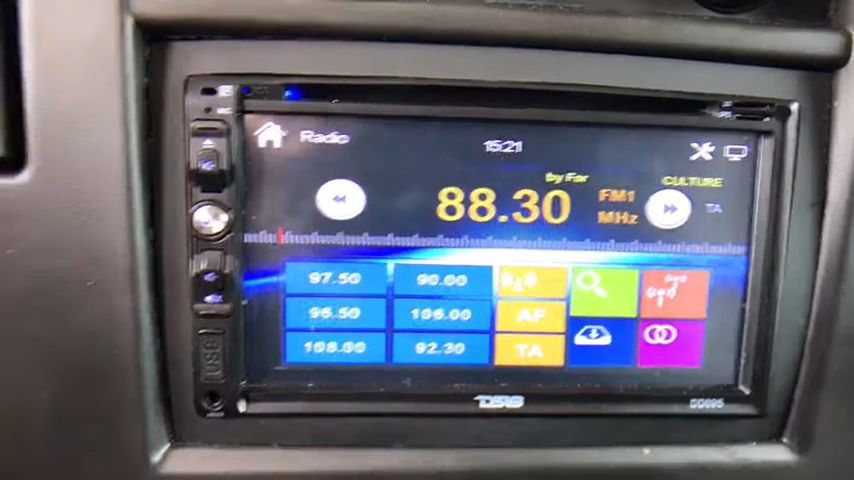 Radio
15:21
by Far
CULTURE
88.30
FM1
MHz
TA
97.50
90.00
96.50
106.00
AF
108.00
92.30
TA
USB